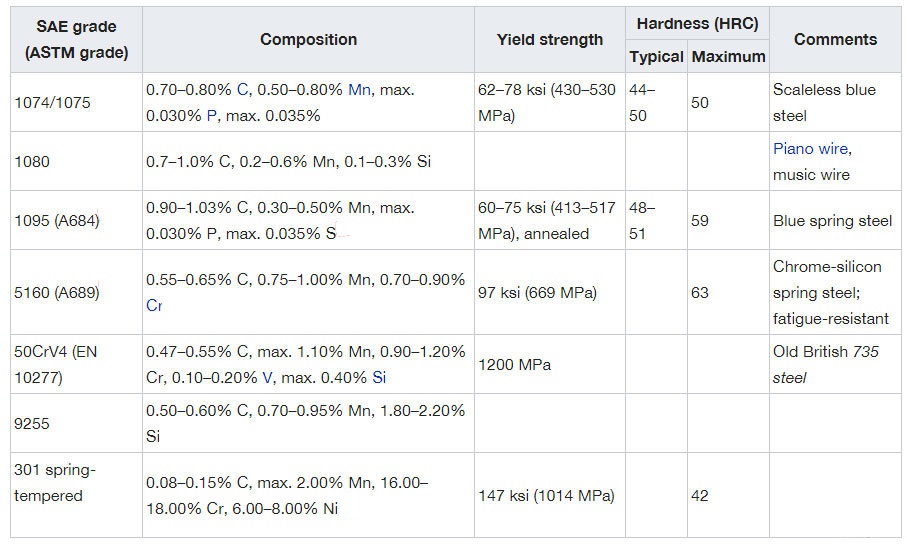 SAE grade
(ASTM grade)
Composition
Yield strength
Hardness (HRC)
Typical
Maximum
Comments
1074/1075
0.70–0.80% C, 0.50–0.80% Mn, max.
0.030% P, max. 0.035%
62–78 ksi (430–530
MPa)
44–
50
50
Scaleless blue
steel
1080
0.7–1.0% C, 0.2–0.6% Mn, 0.1–0.3% Si
Piano wire,
music wire
1095 (A684)
0.90–1.03% C, 0.30–0.50% Mn, max.
0.030% P, max. 0.035% S
60–75 ksi (413–517
MPa), annealed
48–
51
59
Blue spring steel
5160 (A689)
0.55–0.65% C, 0.75–1.00% Mn, 0.70–0.90%
Cr
97 ksi (669 MPa)
63
Chrome-silicon
spring steel;
fatigue-resistant
50CrV4 (EN
10277)
0.47–0.55% C, max. 1.10% Mn, 0.90–1.20%
Cr, 0.10–0.20% V, max. 0.40% Si
1200 MPa
Old British 735
steel
9255
0.50–0.60% C, 0.70–0.95% Mn, 1.80–2.20%
Si
301 spring-
tempered
0.08–0.15% C, max. 2.00% Mn, 16.00–
18.00% Cr, 6.00–8.00% Ni
147 ksi (1014 MPa)
42